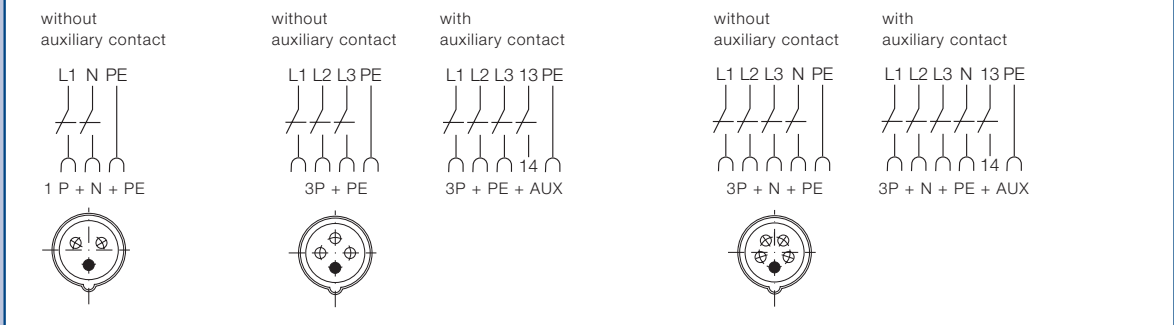 without
auxiliary contact
L1 N PE
1 P + N + PE
without
auxiliary contact
L1 L2 L3 PE
3P + PE
with
auxiliary contact
L1 L2 L3 13 PE
14
3P + PE + AUX
without
auxiliary contact
L1 L2 L3 N PE
3P + N + PE
with
auxiliary contact
L1 L2 L3 N 13 PE
14
3P + N + PE + AUX